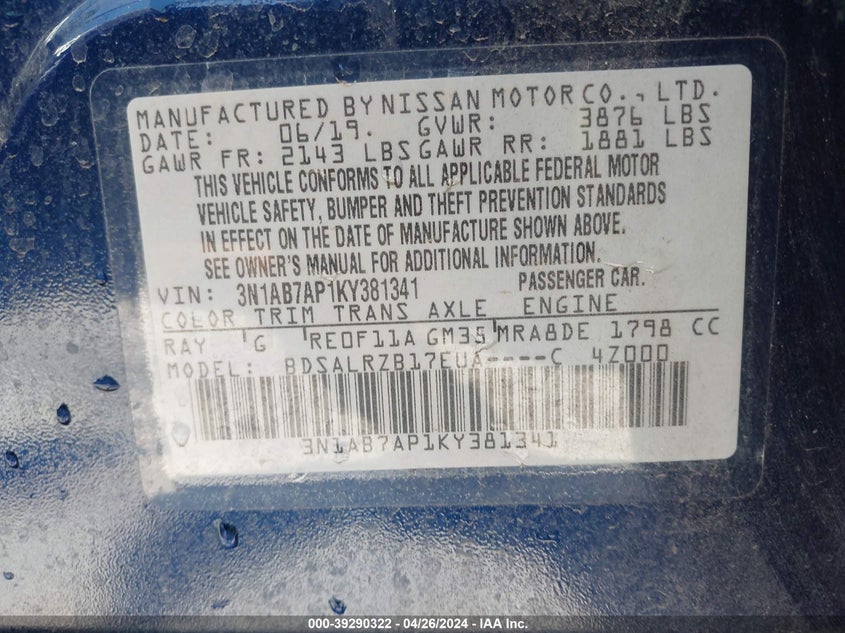 MANUFACTURED BY NISSAN MOTOR CO., LTD.
DATE: 06/19. GVWR: 3876 LBS
GAWR FR: 2143 LBS GAWR RR: 1881 LBS
THIS VEHICLE CONFORMS TO ALL APPLICABLE FEDERAL MOTOR
VEHICLE SAFETY, BUMPER AND THEFT PREVENTION STANDARDS
IN EFFECT ON THE DATE OF MANUFACTURE SHOWN ABOVE.
SEE OWNER'S MANUAL FOR ADDITIONAL INFORMATION.
VIN: 3N1AB7AP1KY381341 PASSENGER CAR.
COLOR TRIM TRANS AXLE ENGINE
RAY G RE0F11A GM35 MRA8DE 1798 CC
MODEL: BDSALRZB17EUA----C 4Z000
3N1AB7AP1KY381341
000-39290322 - 04/26/2024 - IAA Inc.